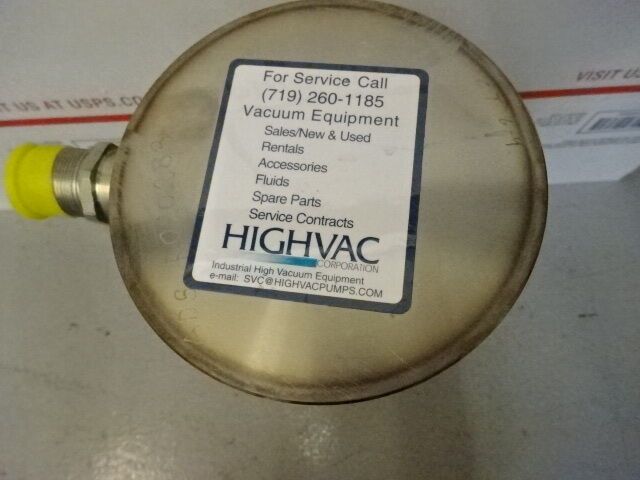 For Service Call
(719) 260-1185
Vacuum Equipment
Sales/New & Used
Rentals
Accessories
Fluids
Spare Parts
Service Contracts
HIGHVAC
CORPORATION
Industrial High Vacuum Equipment
e-mail: SVC@HIGHVACPUMPS.COM
US AT USPS.CO
VISIT US